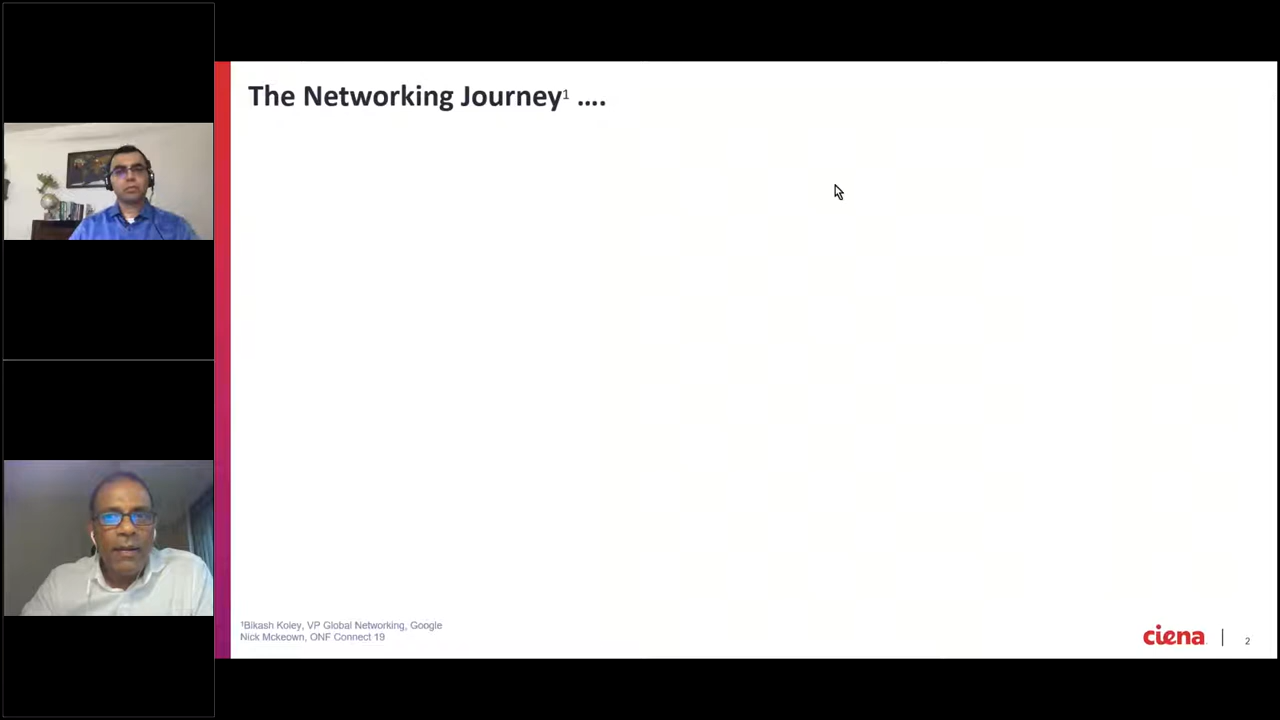 The Networking Journey¹ ....
¹Bikash Koley, VP Global Networking, Google
Nick Mckeown, ONF Connect 19
ciena
2